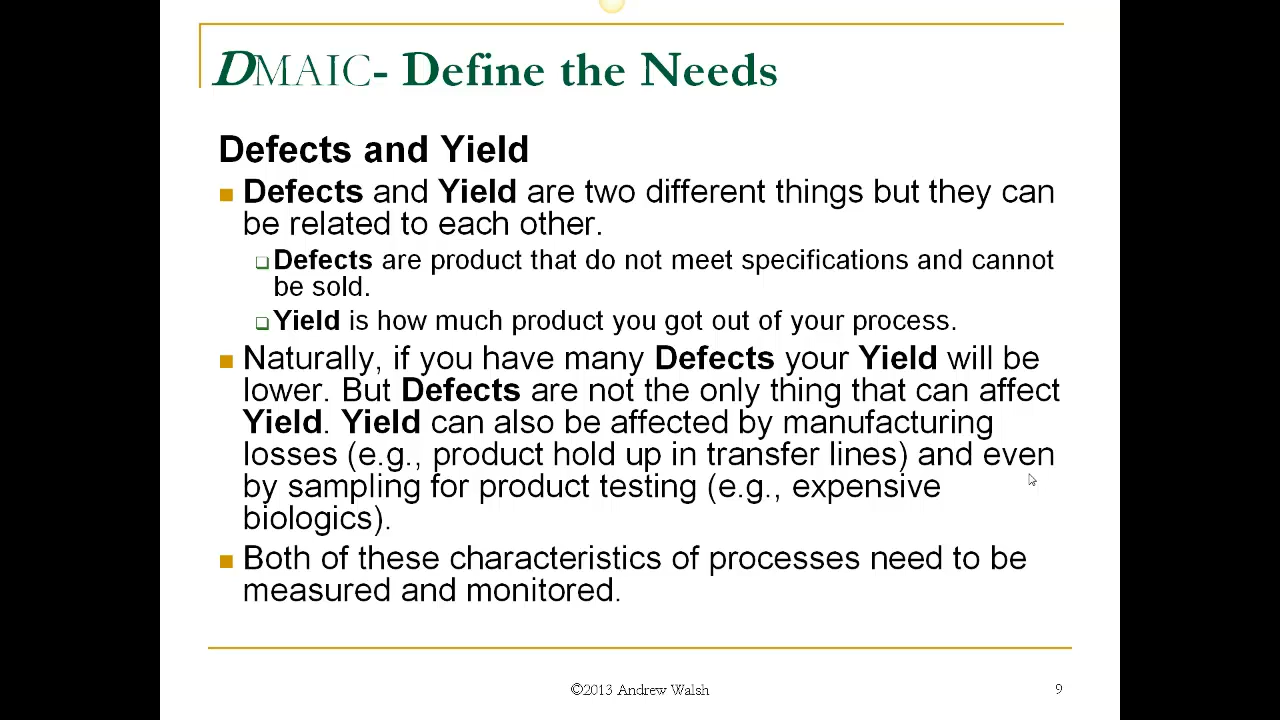 DMAIC- Define the Needs
Defects and Yield
Defects and Yield are two different things but they can
be related to each other.
Defects are product that do not meet specifications and cannot
be sold.
Yield is how much product you got out of your process.
Naturally, if you have many Defects your Yield will be
lower. But Defects are not the only thing that can affect
Yield. Yield can also be affected by manufacturing
losses (e.g., product hold up in transfer lines) and even
by sampling for product testing (e.g., expensive
biologics).
Both of these characteristics of processes need to be
measured and monitored.
©2013 Andrew Walsh
9